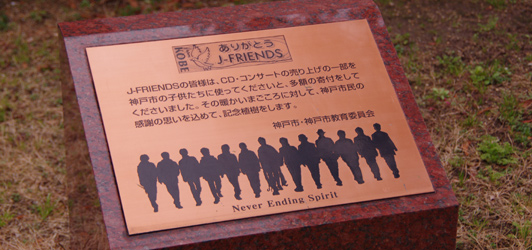 KOBE
ありがとう
J-FRIENDS
J-FRIENDSの皆様は、CD・コンサートの売り上げの一部を
神戸市の子供たちに使ってくださいと、多額の寄付をして
くださいました。その暖かいまごころに対して、神戸市民の
感謝の思いを込めて、記念植樹をします。
神戸市・神戸市教育委員会
Never Ending Spirit